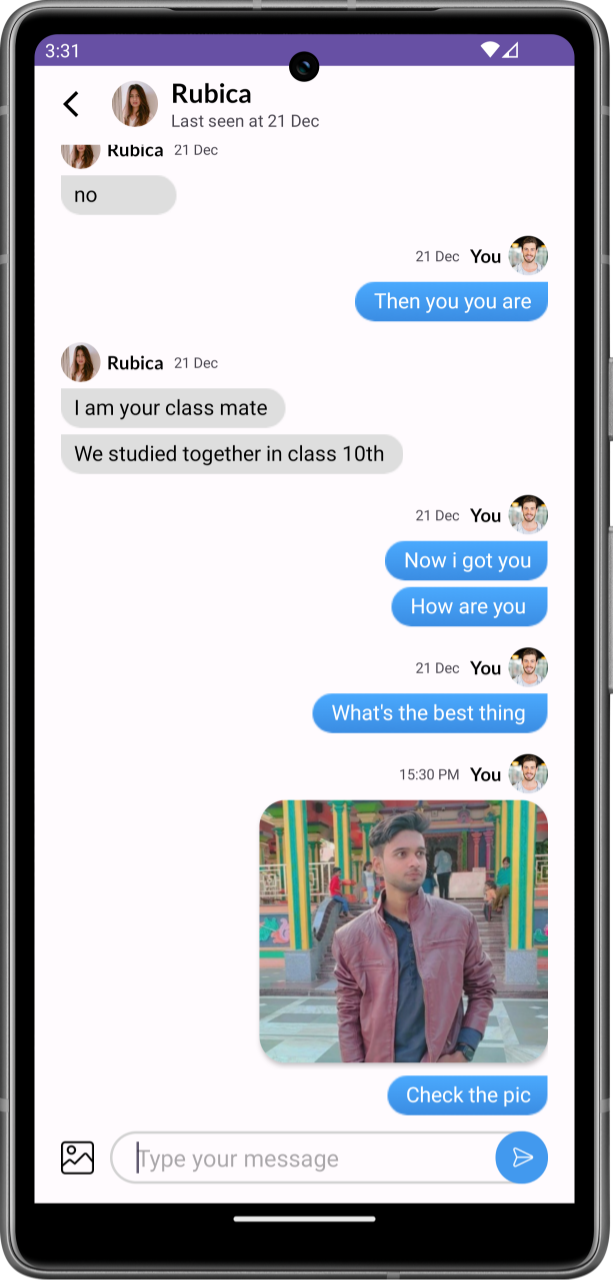 3:31
Rubica
Last seen at 21 Dec
Rubica 21 Dec
no
21 Dec You
Then you you are
Rubica 21 Dec
I am your class mate
We studied together in class 10th
21 Dec You
Now i got you
How are you
21 Dec You
What's the best thing
15:30 PM You
Check the pic
Type your message